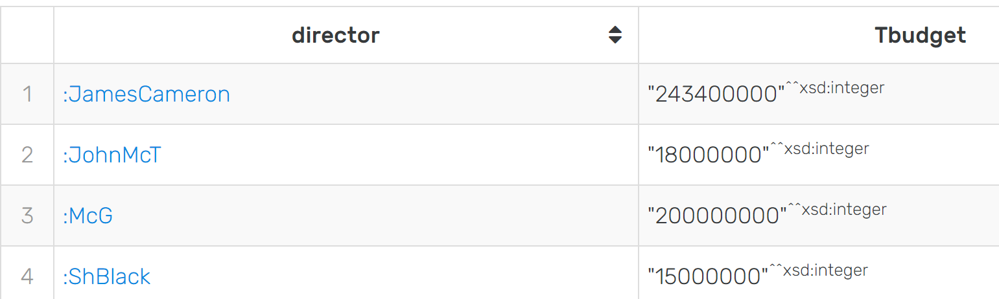 director Tbudget
1 :JamesCameron "243400000"^^xsd:integer
2 :JohnMcT "18000000"^^xsd:integer
3 :McG "200000000"^^xsd:integer
4 :ShBlack "15000000"^^xsd:integer